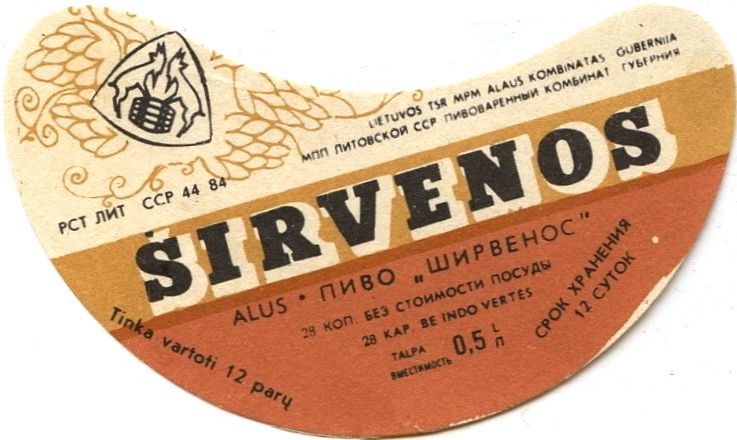 LIETUVOS TSR MPM ALAUS KOMBINATAS GUBERNIJA
МПП ЛИТОВСКОЙ ССР ПИВОВАРЕННЫЙ КОМБИНАТ ГУБЕРНИЯ
РСТ ЛИТ ССР 44 84
ŠIRVENOS
ALUS • ПИВО „ШИРВЕНОС"
28 КОП. БЕЗ СТОИМОСТИ ПОСУДЫ
28 KAP. BE INDO VERTĖS
TALPA 0,5 L
ВМЕСТИМОСТЬ Л
Tinka vartoti 12 parų
СРОК ХРАНЕНИЯ
12 СУТОК